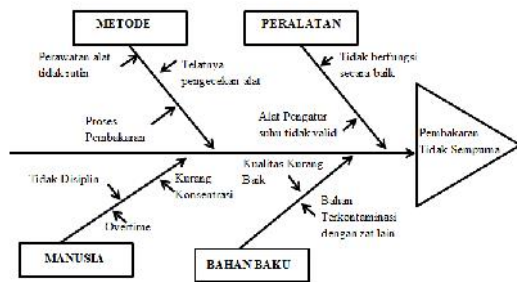 METODE
PERALATAN
Perawatan alat
tidak rutin
Telatnya
pengecekan alat
Tidak berfungsi
secara baik
Proses
Pembakaran
Alat Pengatur
suhu tidak valid
Pembakaran
Tidak Sempurna
Tidak Disiplin
Kurang
Konsentrasi
Kualitas Kurang
Baik
Overtime
Bahan
Terkontaminasi
dengan zat lain
MANUSIA
BAHAN BAKU